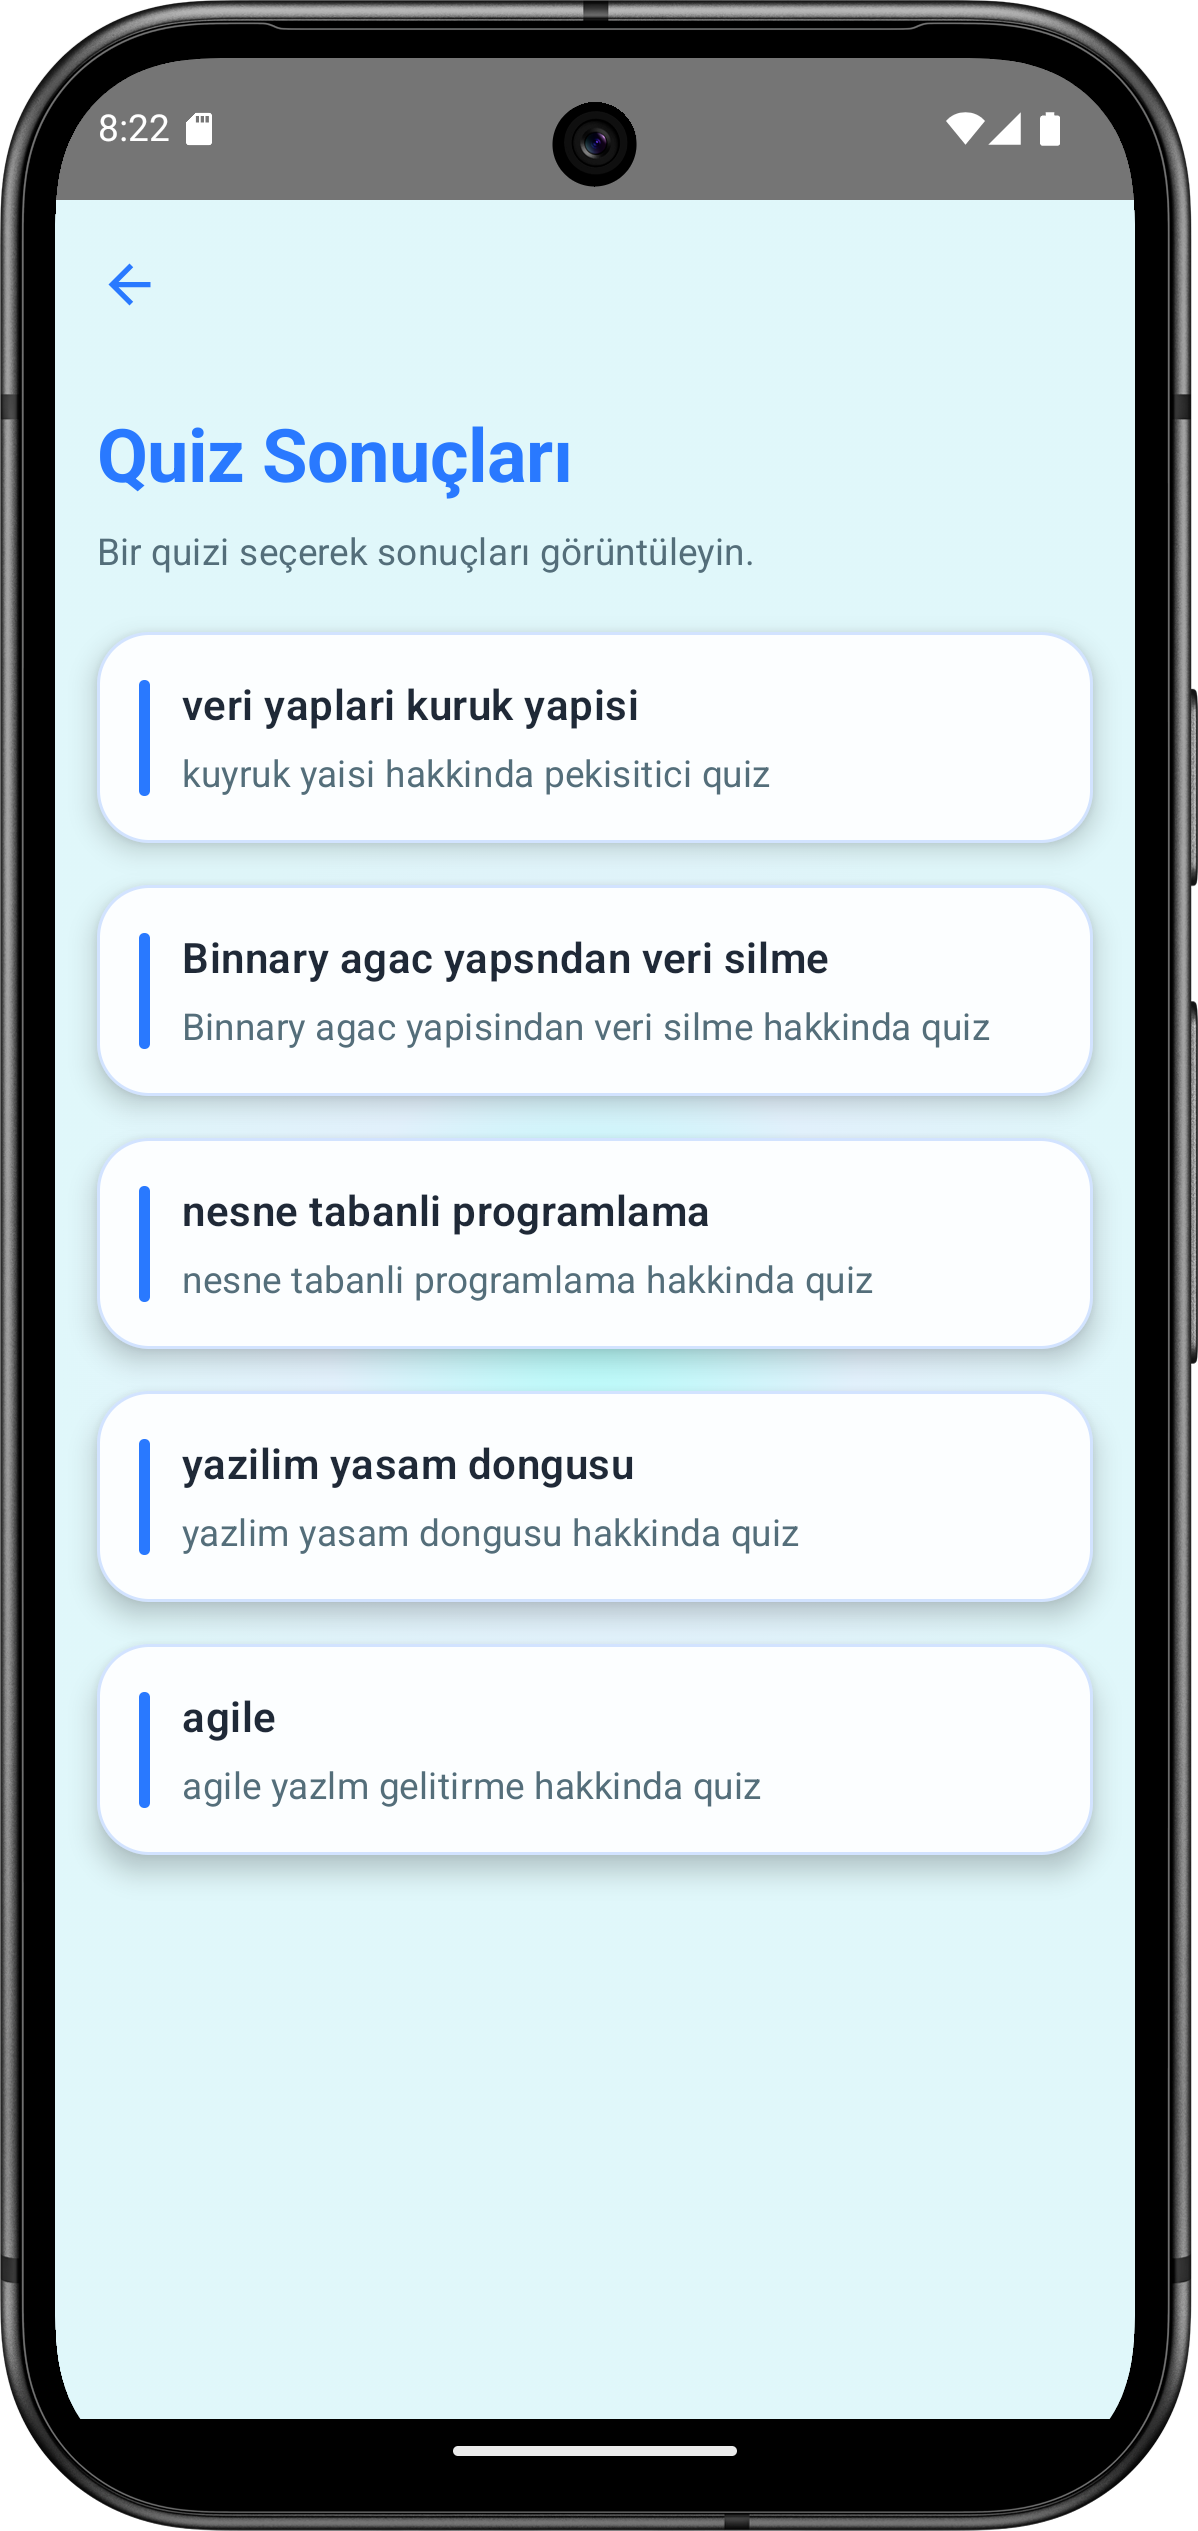 8:22
Quiz Sonuçları
Bir quizi seçerek sonuçları görüntüleyin.
veri yaplari kuruk yapisi
kuyruk yaisi hakkinda pekisitici quiz
Binnary agac yapsndan veri silme
Binnary agac yapisindan veri silme hakkinda quiz
nesne tabanli programlama
nesne tabanli programlama hakkinda quiz
yazilim yasam dongusu
yazlim yasam dongusu hakkinda quiz
agile
agile yazlm gelitirme hakkinda quiz